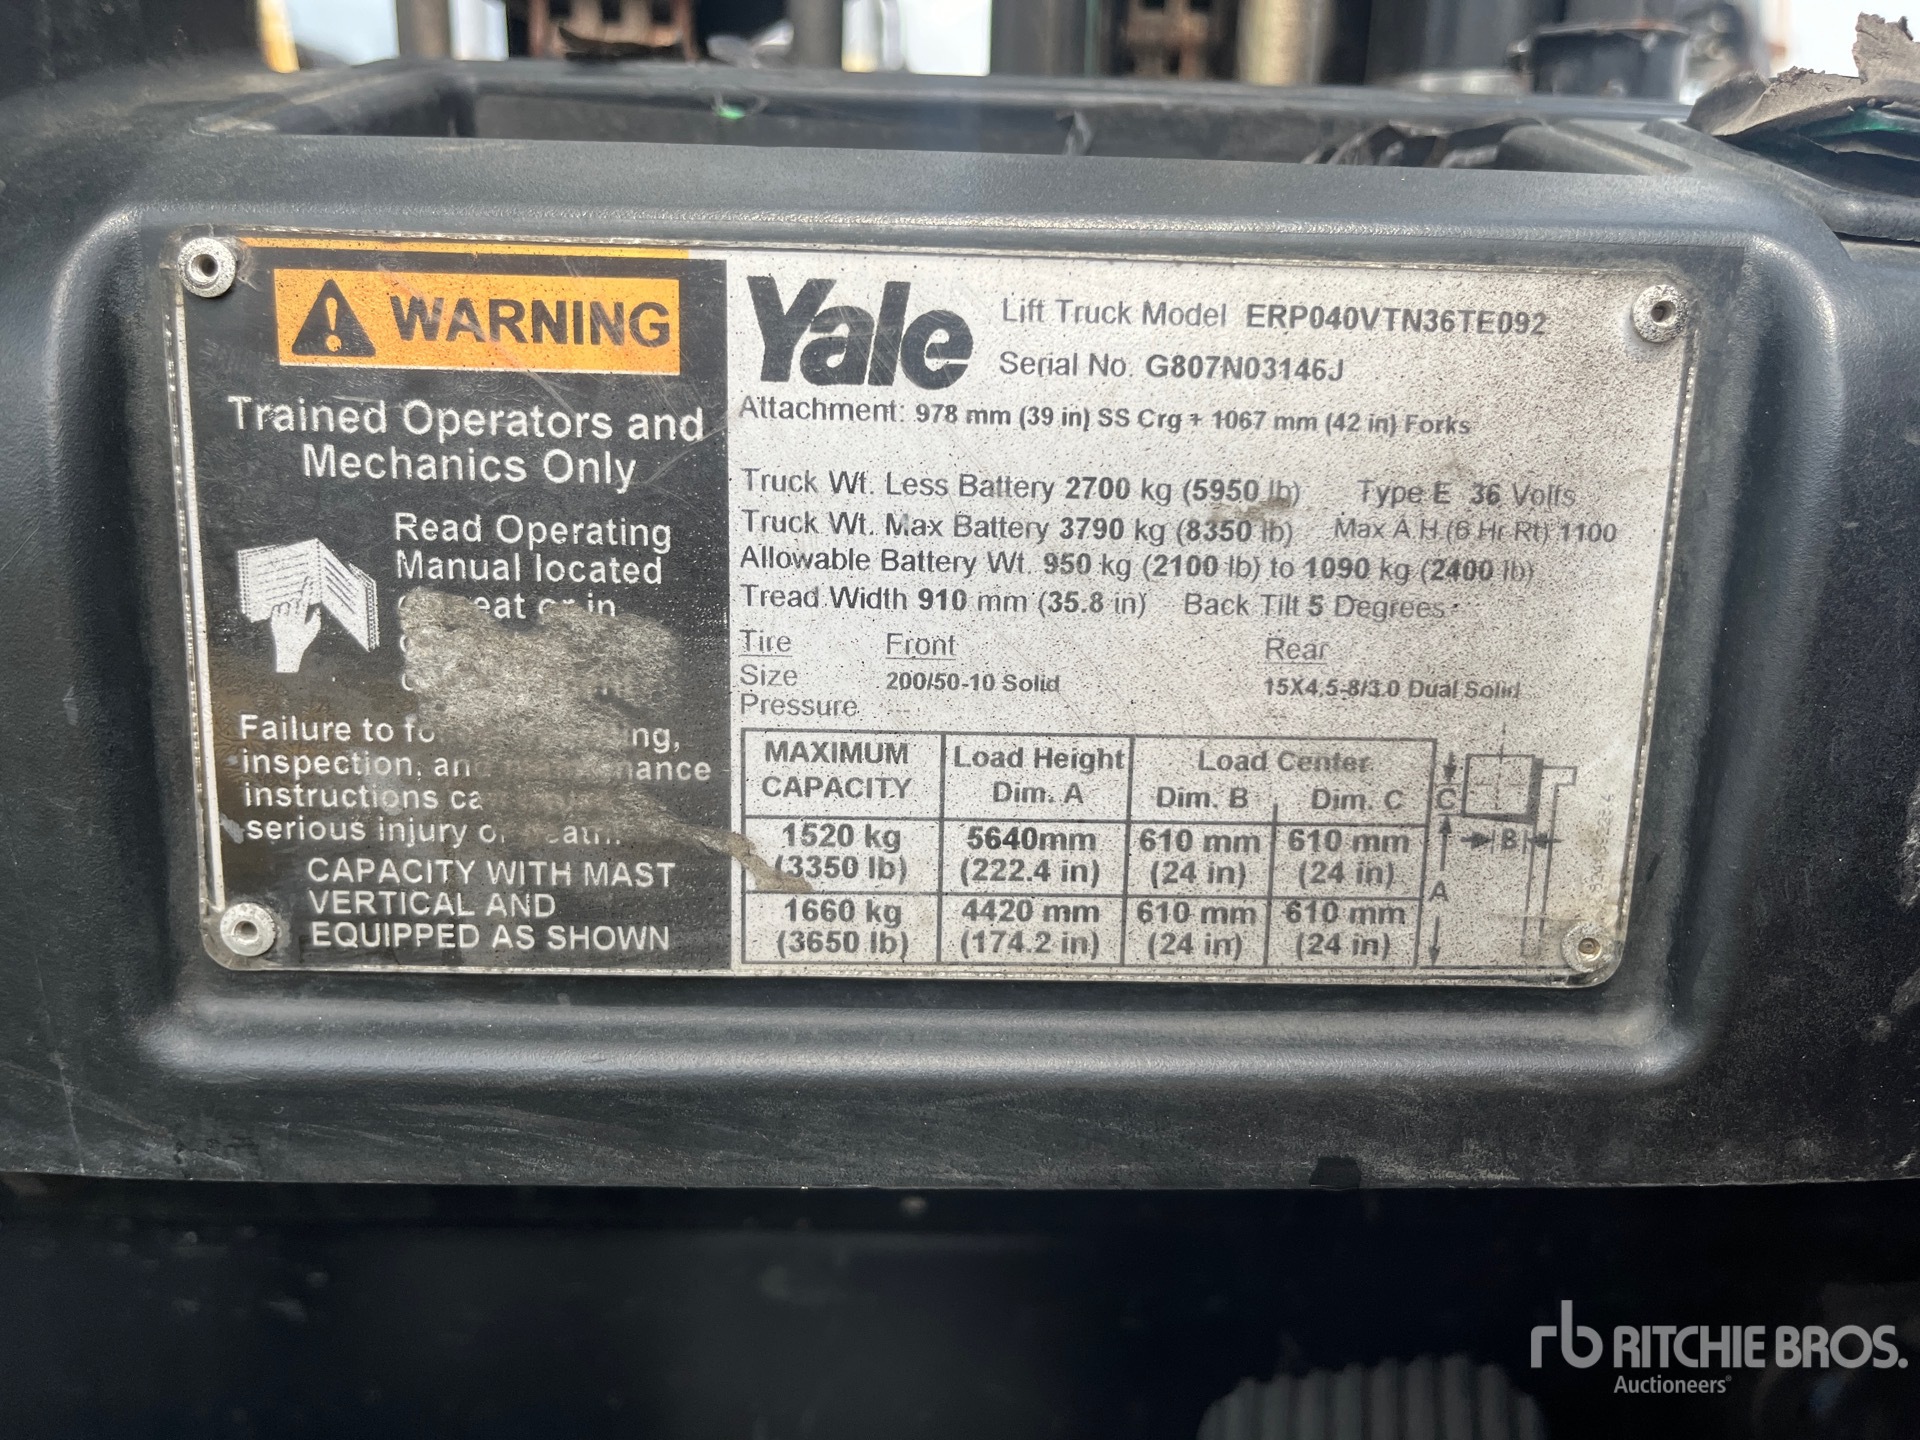 WARNING
Trained Operators and
Mechanics Only
Read Operating
Manual located
in
Failure to
inspection, and
instructions
serious injury or death.
CAPACITY WITH MAST
VERTICAL AND
EQUIPPED AS SHOWN
Yale
Lift Truck Model ERP040VTN36TE092
Serial No. G807N03146J
Attachment: 978 mm (39 in) SS Crg + 1067 mm (42 in) Forks
Truck Wt. Less Battery 2700 kg (5950 lb) Type E 36 Volts
Truck Wt. Max Battery 3790 kg (8350 lb) Max A.H.(6 Hr Rt) 1100
Allowable Battery Wt. 950 kg (2100 lb) to 1090 kg (2400 lb)
Tread Width 910 mm (35.8 in) Back Tilt 5 Degrees
Tire Front Rear
Size 200/50-10 Solid 15X4.5-8/3.0 Dual Solid
Pressure ---
MAXIMUM CAPACITY Load Height Dim. A Load Center Dim. B Dim. C
1520 kg 5640mm 610 mm 610 mm
(3350 lb) (222.4 in) (24 in) (24 in)
1660 kg 4420 mm 610 mm 610 mm
(3650 lb) (174.2 in) (24 in) (24 in)
C
B
A
rb RITCHIE BROS.
Auctioneers